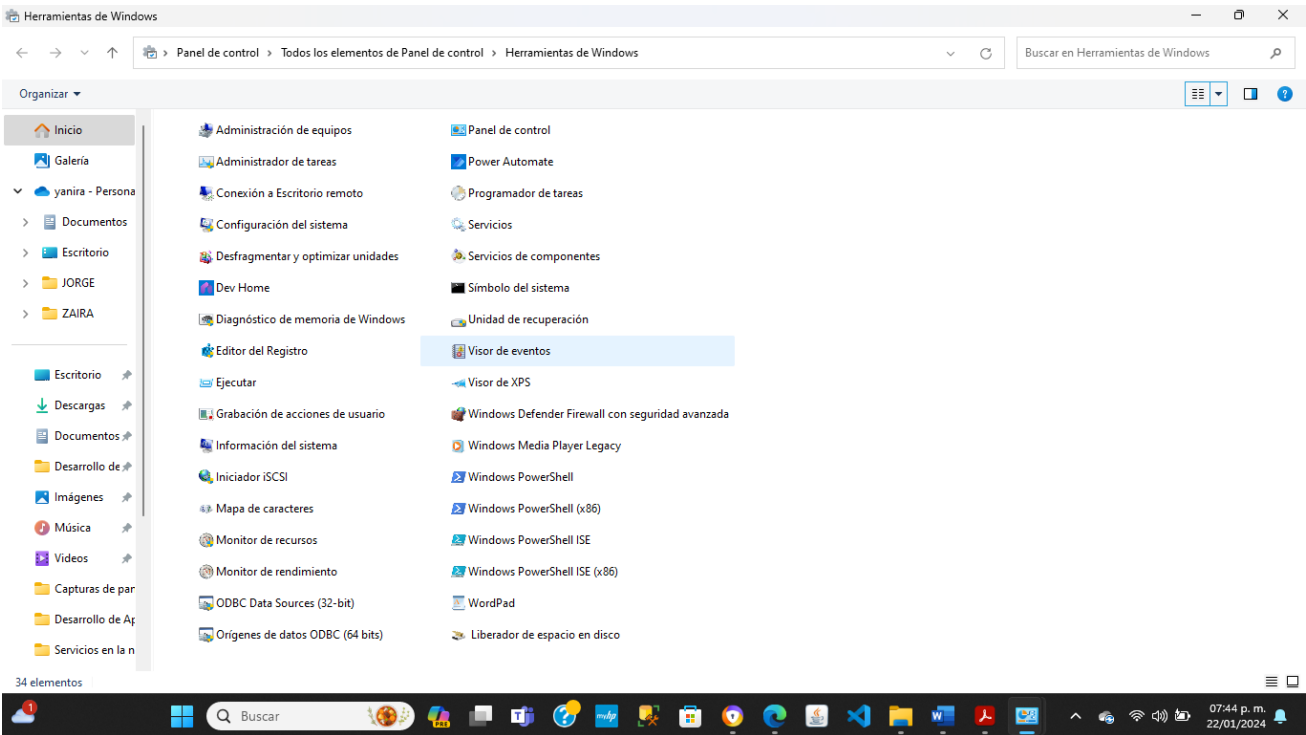 Herramientas de Windows
Panel de control > Todos los elementos de Panel de control > Herramientas de Windows
Buscar en Herramientas de Windows
Organizar
Inicio
Galería
yanira - Persona
Documentos
Escritorio
JORGE
ZAIRA
Escritorio
Descargas
Documentos
Desarrollo de
Imágenes
Música
Videos
Capturas de par
Desarrollo de Ap
Servicios en la n
Administración de equipos
Administrador de tareas
Conexión a Escritorio remoto
Configuración del sistema
Desfragmentar y optimizar unidades
Dev Home
Diagnóstico de memoria de Windows
Editor del Registro
Ejecutar
Grabación de acciones de usuario
Información del sistema
Iniciador iSCSI
Mapa de caracteres
Monitor de recursos
Monitor de rendimiento
ODBC Data Sources (32-bit)
Orígenes de datos ODBC (64 bits)
Panel de control
Power Automate
Programador de tareas
Servicios
Servicios de componentes
Símbolo del sistema
Unidad de recuperación
Visor de eventos
Visor de XPS
Windows Defender Firewall con seguridad avanzada
Windows Media Player Legacy
Windows PowerShell
Windows PowerShell (x86)
Windows PowerShell ISE
Windows PowerShell ISE (x86)
WordPad
Liberador de espacio en disco
34 elementos
1
Buscar
PRE
myhp
07:44 p. m.
22/01/2024